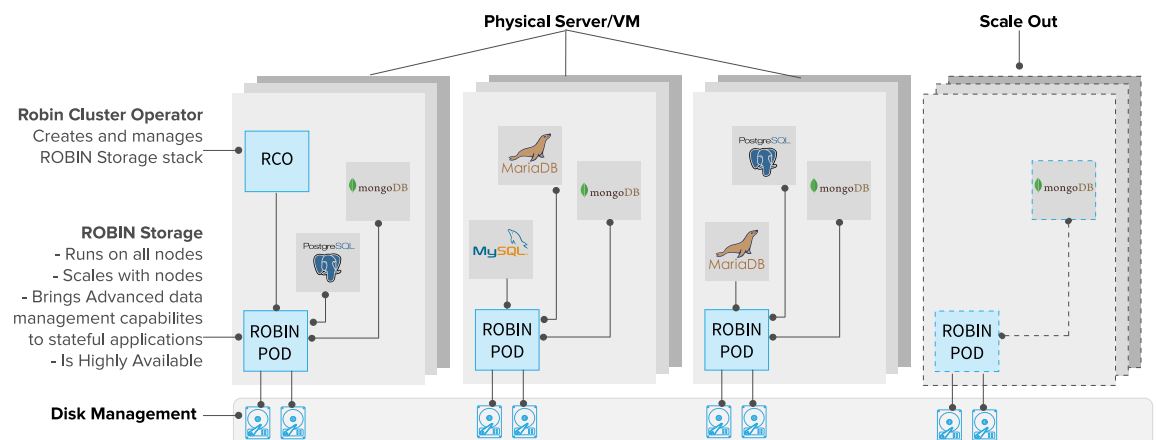 Physical Server/VM
Scale Out
Robin Cluster Operator
Creates and manages
ROBIN Storage stack
RCO
mongoDB
PostgreSQL
MariaDB
mongoDB
MySQL
PostgreSQL
mongoDB
MariaDB
mongoDB
ROBIN Storage
- Runs on all nodes
- Scales with nodes
- Brings Advanced data
management capabilites
to stateful applications
- Is Highly Available
ROBIN
POD
ROBIN
POD
ROBIN
POD
ROBIN
POD
Disk Management